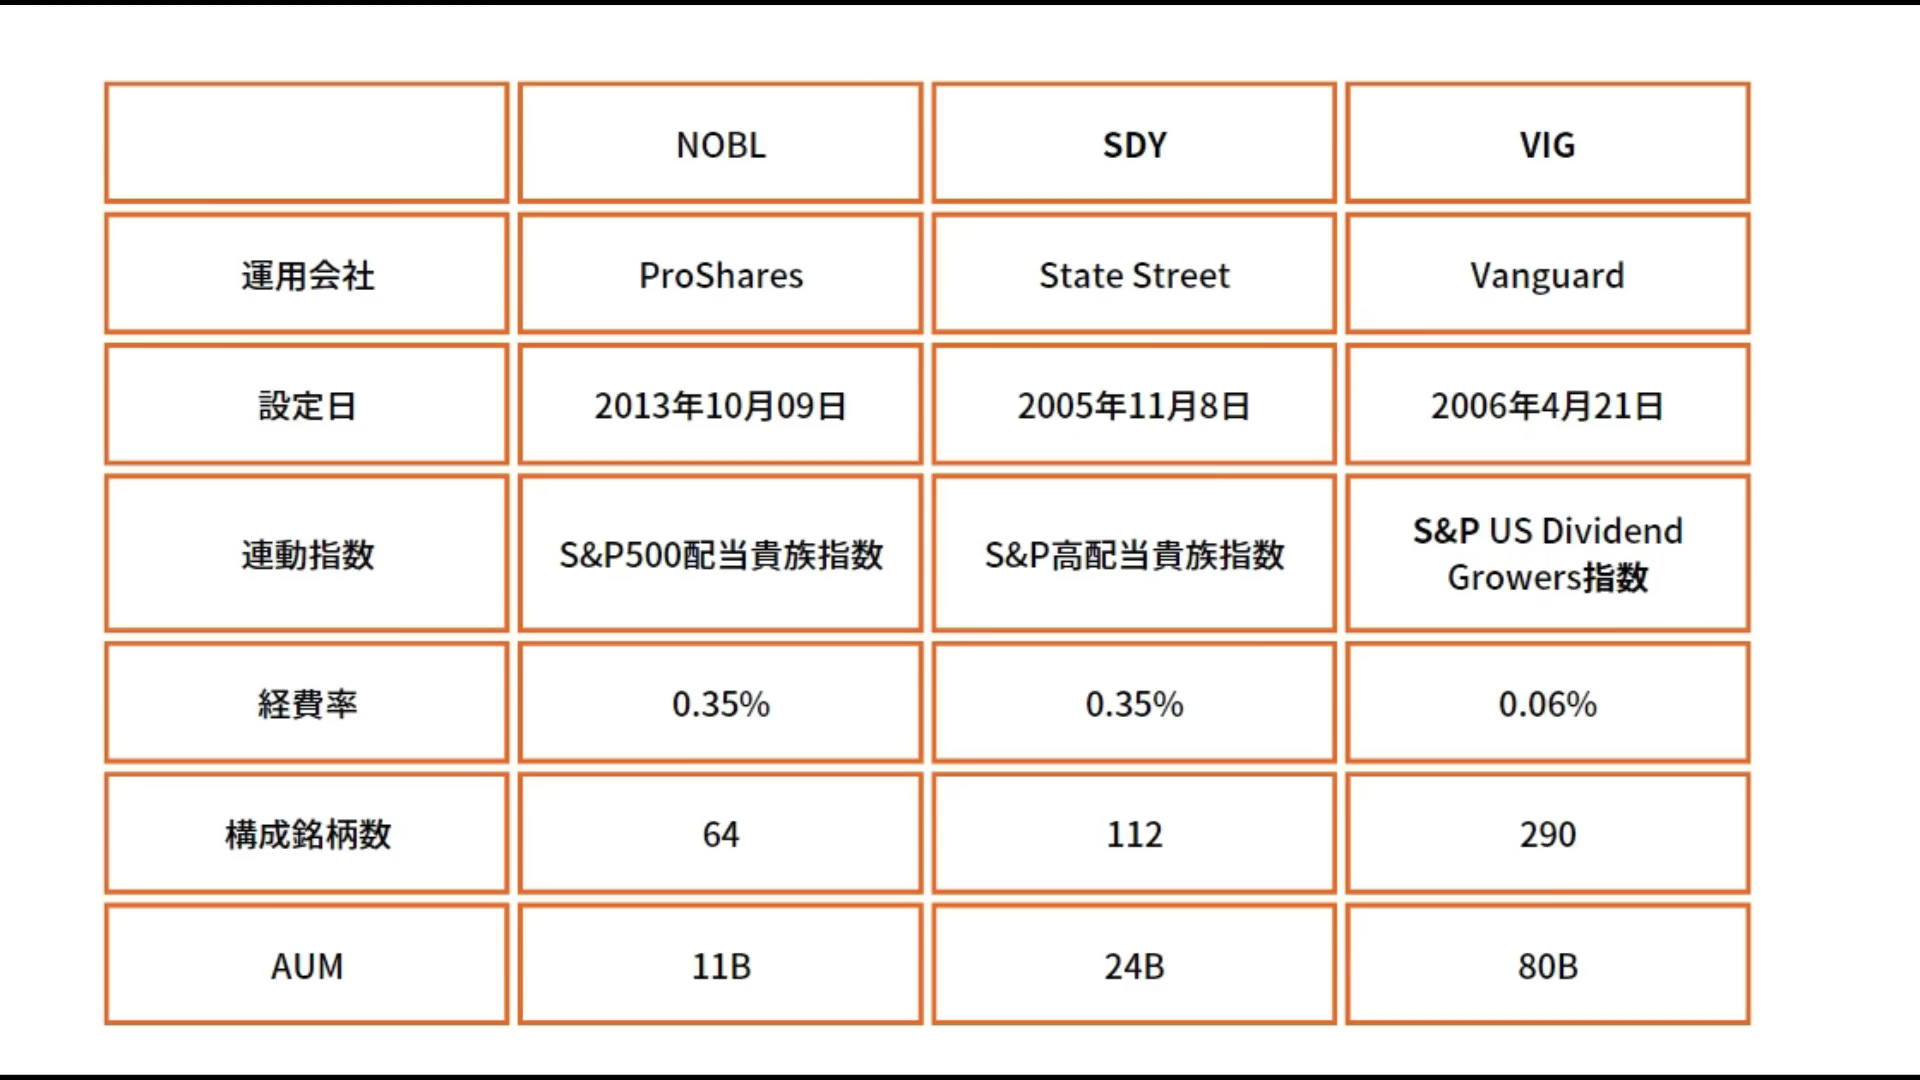 NOBL
SDY
VIG
運用会社
ProShares
State Street
Vanguard
設定日
2013年10月09日
2005年11月8日
2006年4月21日
連動指数
S&P500配当貴族指数
S&P高配当貴族指数
S&P US Dividend
Growers指数
経費率
0.35%
0.35%
0.06%
構成銘柄数
64
112
290
AUM
11B
24B
80B